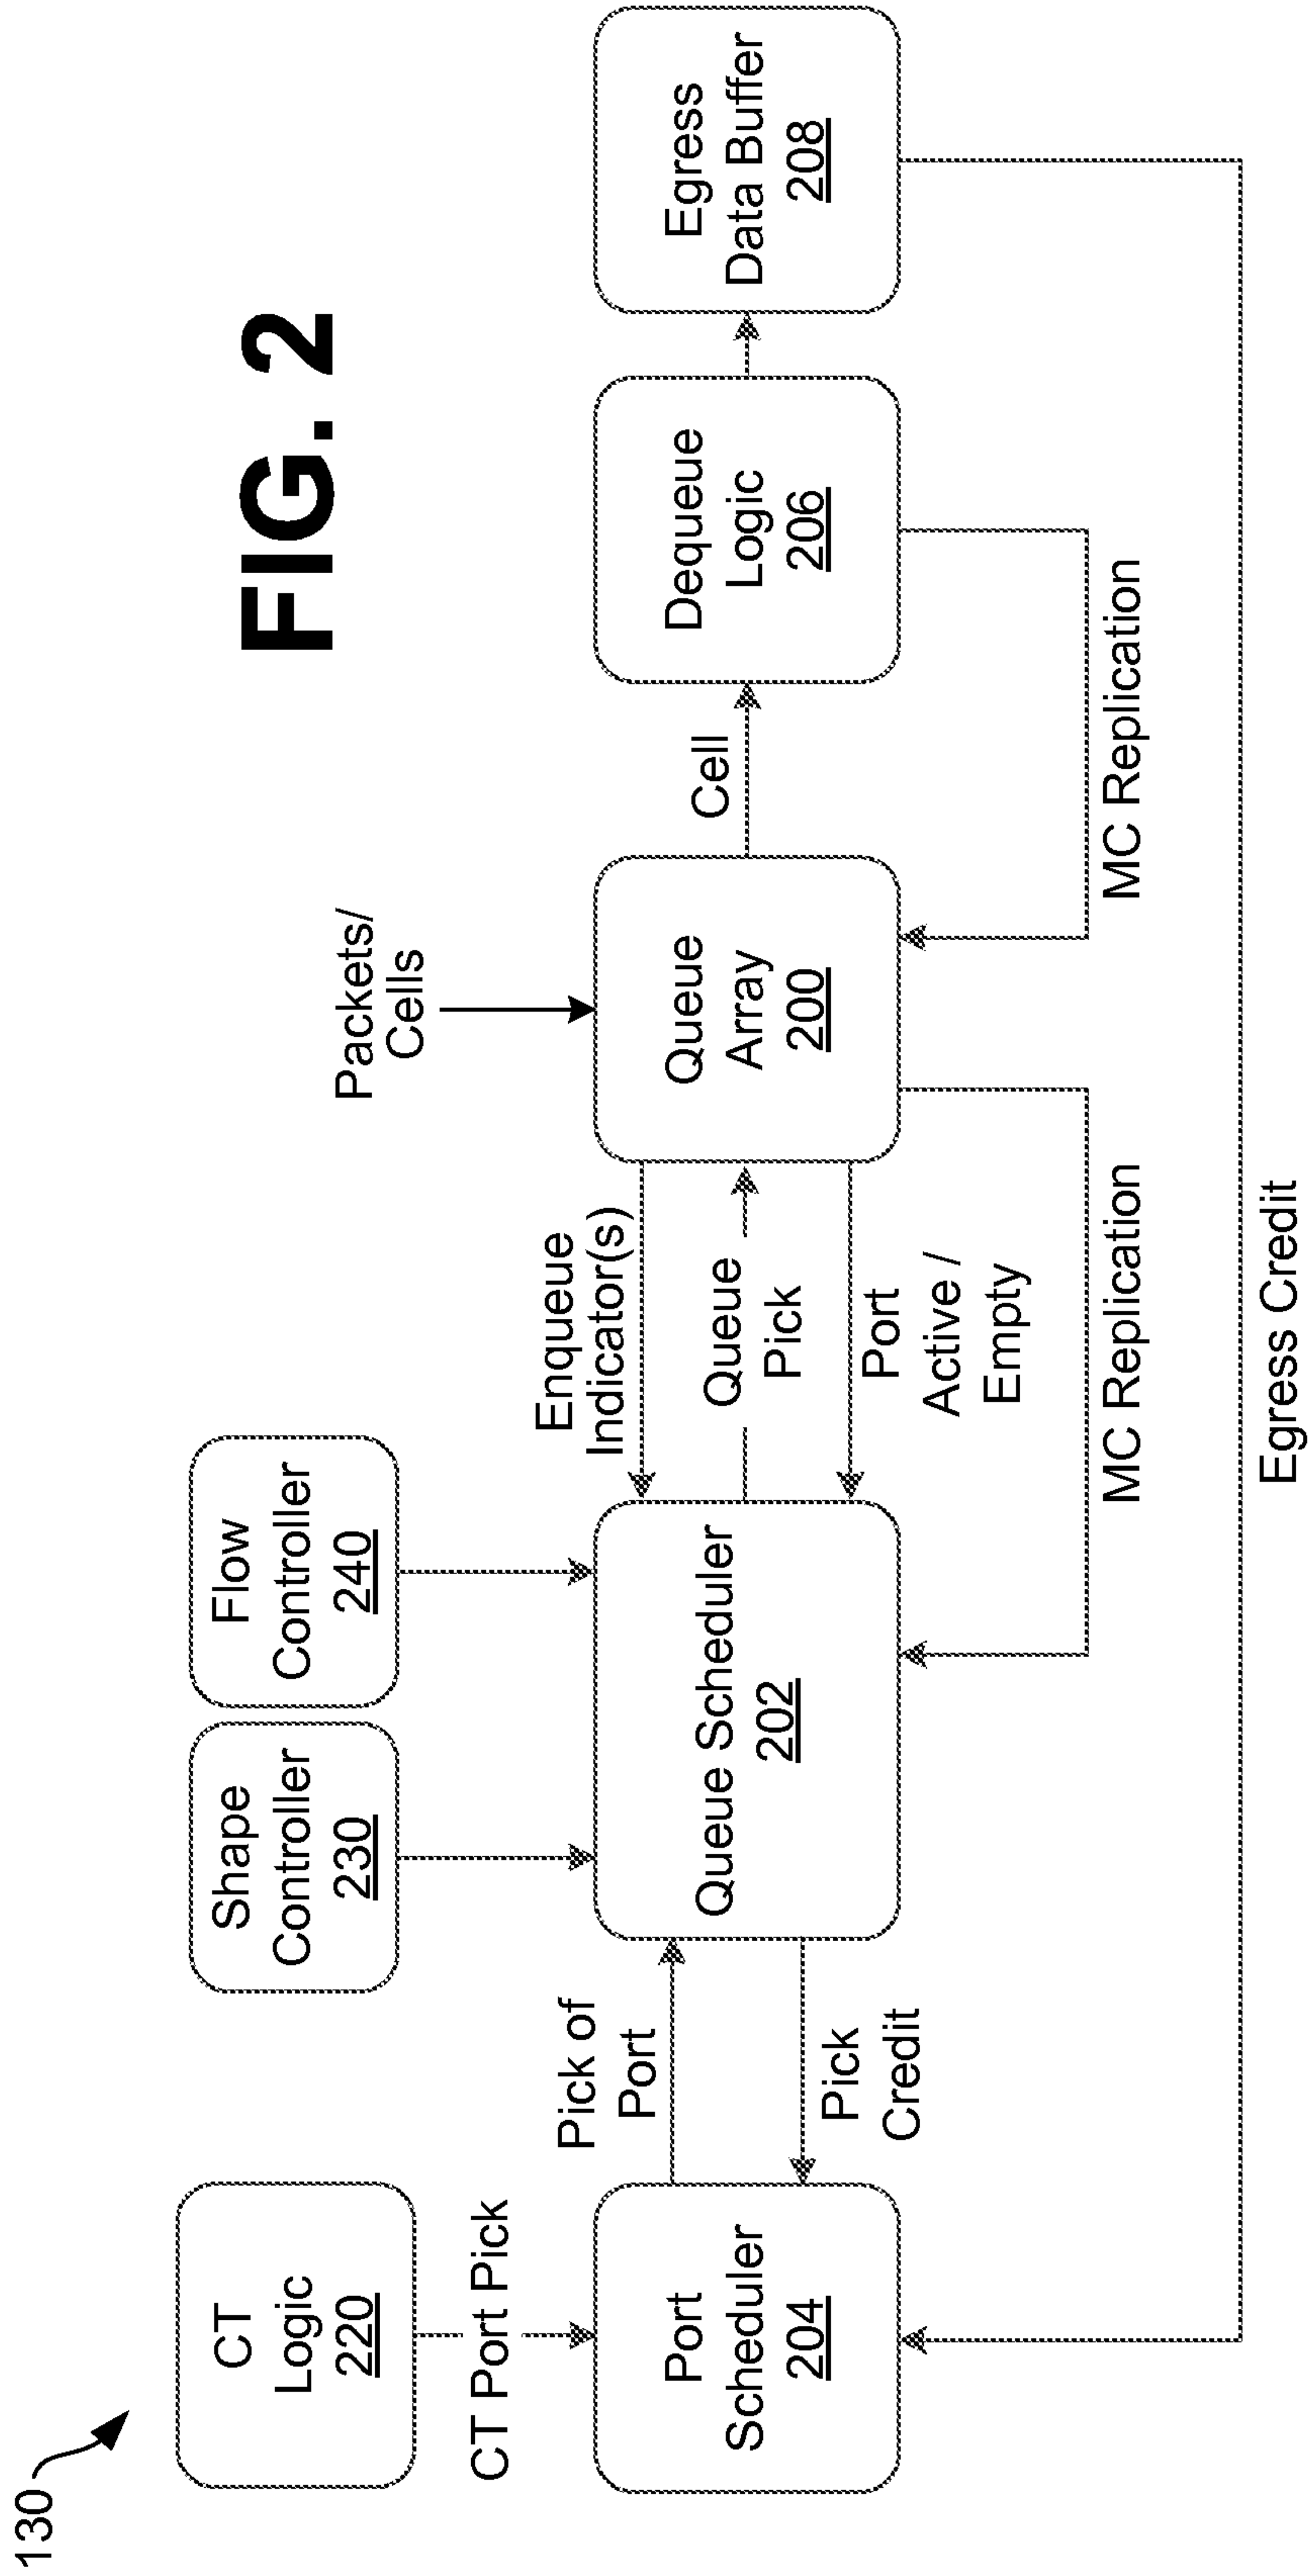 130
FIG. 2
CT
Logic
220
CT Port Pick
Port
Scheduler
204
Pick of
Port
Pick
Credit
Shape
Controller
230
Flow
Controller
240
Queue Scheduler
202
Enqueue
Indicator(s)
Queue
Pick
Port
Active /
Empty
MC Replication
Packets/
Cells
Queue
Array
200
Cell
Dequeue
Logic
206
MC Replication
Egress
Data Buffer
208
Egress Credit